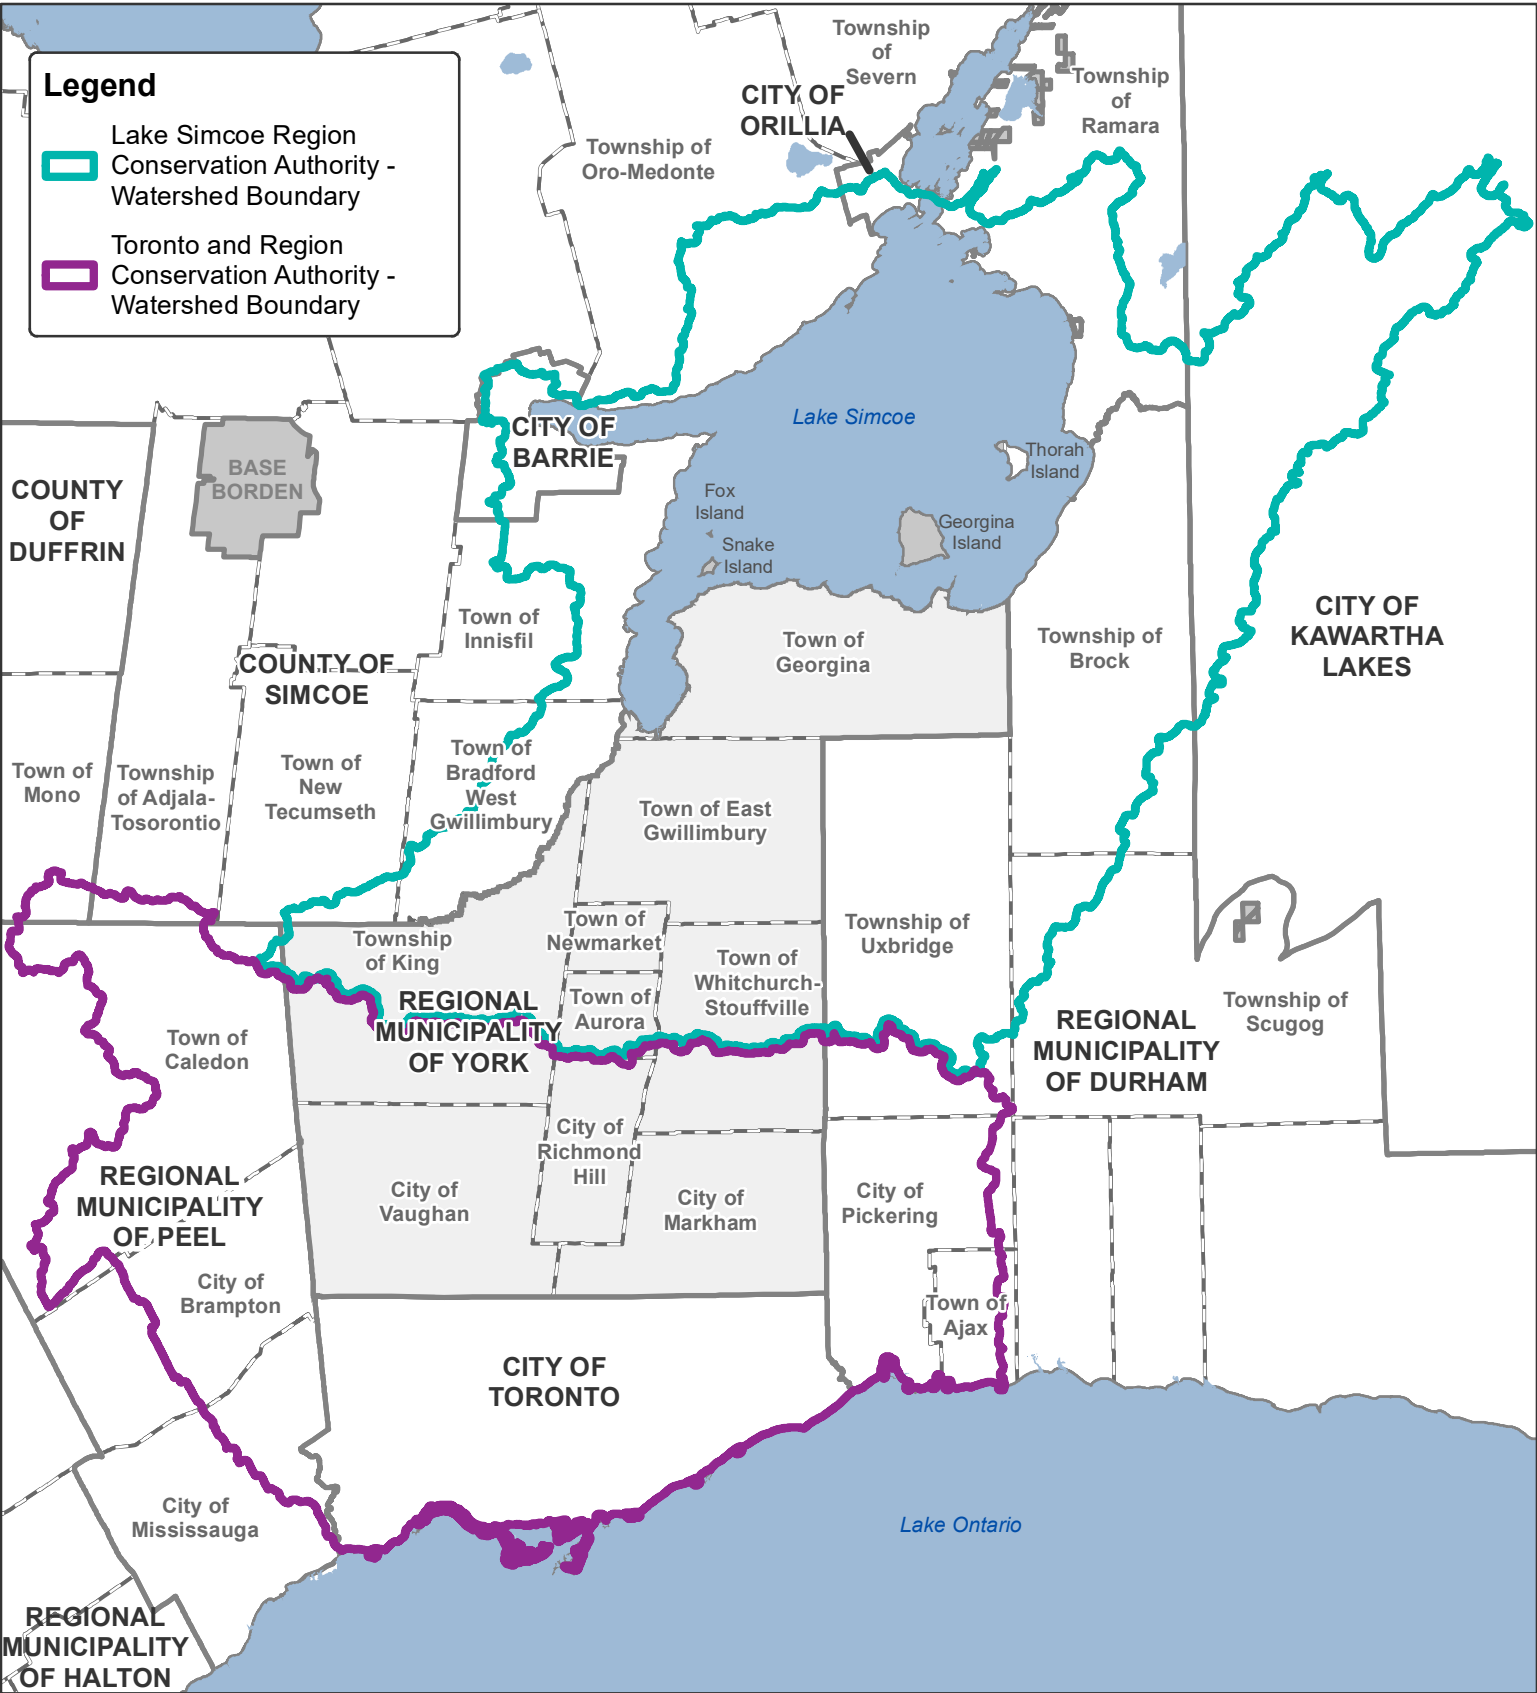 Legend
Lake Simcoe Region
Conservation Authority -
Watershed Boundary
Toronto and Region
Conservation Authority -
Watershed Boundary
Township
of
Severn
CITY OF
ORILLIA
Township
of
Ramara
Township of
Oro-Medonte
Lake Simcoe
CITY OF
BARRIE
Thorah
Island
Fox
Island
Georgina
Island
Snake
Island
BASE
BORDEN
COUNTY
OF
DUFFRIN
Town of
Innisfil
COUNTY OF
SIMCOE
Town of
Georgina
Township of
Brock
CITY OF
KAWARTHA
LAKES
Town of
Mono
Township
of Adjala-
Tosorontio
Town of
New
Tecumseth
Town of
Bradford
West
Gwillimbury
Town of East
Gwillimbury
Township
of King
Town of
Newmarket
Town of
Whitchurch-
Stouffville
Township of
Uxbridge
Town of
Aurora
REGIONAL
MUNICIPALITY
OF YORK
REGIONAL
MUNICIPALITY
OF DURHAM
Township of
Scugog
Town of
Caledon
REGIONAL
MUNICIPALITY
OF PEEL
City of
Richmond
Hill
City of
Vaughan
City of
Markham
City of
Pickering
City of
Brampton
Town of
Ajax
CITY OF
TORONTO
City of
Mississauga
Lake Ontario
REGIONAL
MUNICIPALITY
OF HALTON